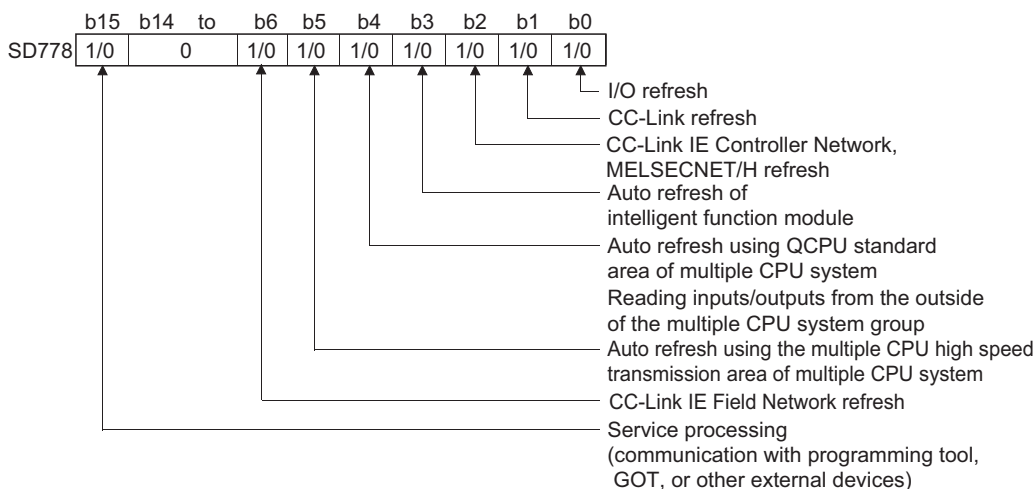 b15 b14 to b6 b5 b4 b3 b2 b1 b0
SD778 1/0 0 1/0 1/0 1/0 1/0 1/0 1/0 1/0
I/O refresh
CC-Link refresh
CC-Link IE Controller Network,
MELSECNET/H refresh
Auto refresh of
intelligent function module
Auto refresh using QCPU standard
area of multiple CPU system
Reading inputs/outputs from the outside
of the multiple CPU system group
Auto refresh using the multiple CPU high speed
transmission area of multiple CPU system
CC-Link IE Field Network refresh
Service processing
(communication with programming tool,
GOT, or other external devices)